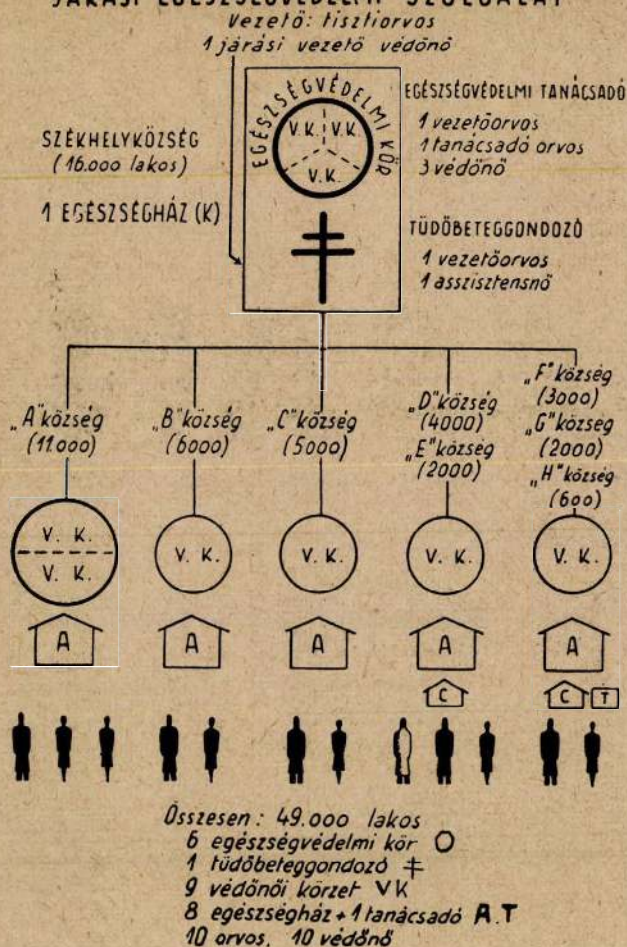 JÁRÁSI EGÉSZSÉGVÉDELMI SZOLGÁLAT
Vezető: tisztiorvos
1 járási vezető védőnő
EGÉSZSÉGVÉDELMI KÖR
V.K. V.K.
V.K.
SZÉKHELYKÖZSÉG
(16.000 lakos)
1 EGÉSZSÉGHÁZ (K)
EGÉSZSÉGVÉDELMI TANÁCSADÓ
1 vezetőorvos
1 tanácsadó orvos
3 védőnő
TÜDŐBETEGGONDOZÓ
1 vezetőorvos
1 asszisztensnő
„A" község
(11.000)
„B" község
(6000)
„C" község
(5000)
„D" község
(4000)
„E" község
(2000)
„F" község
(3000)
„G" község
(2000)
„H" község
(600)
V. K.
V. K.
V. K.
V. K.
V. K.
V. K.
A
A
A
A
A
C
C T
Összesen: 49.000 lakos
6 egészségvédelmi kör
1 tüdőbeteggondozó
9 védőnői körzet VK
8 egészségház + 1 tanácsadó A.T
10 orvos, 10 védőnő